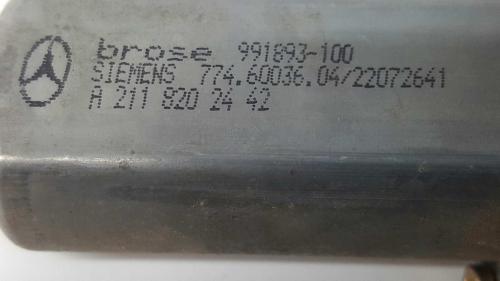 brose 991893-100
SIEMENS 774.60036.04/22072641
A 211 820 24 42